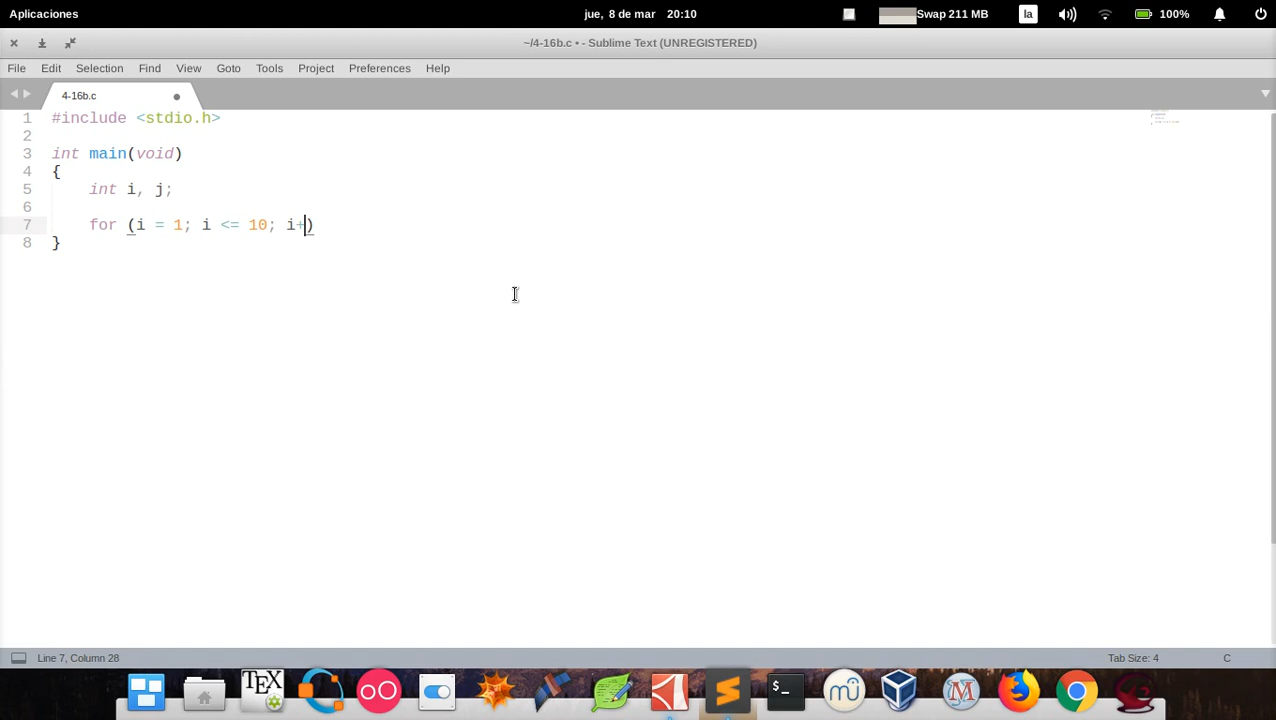 Aplicaciones jue, 8 de mar 20:10 Swap 211 MB la 100%
~/4-16b.c • - Sublime Text (UNREGISTERED)
File Edit Selection Find View Goto Tools Project Preferences Help
4-16b.c
1 #include <stdio.h>
2
3 int main(void)
4 {
5 int i, j;
6
7 for (i = 1; i <= 10; i+)
8 }
Line 7, Column 28 Tab Size: 4 C
TEX >_ mü M